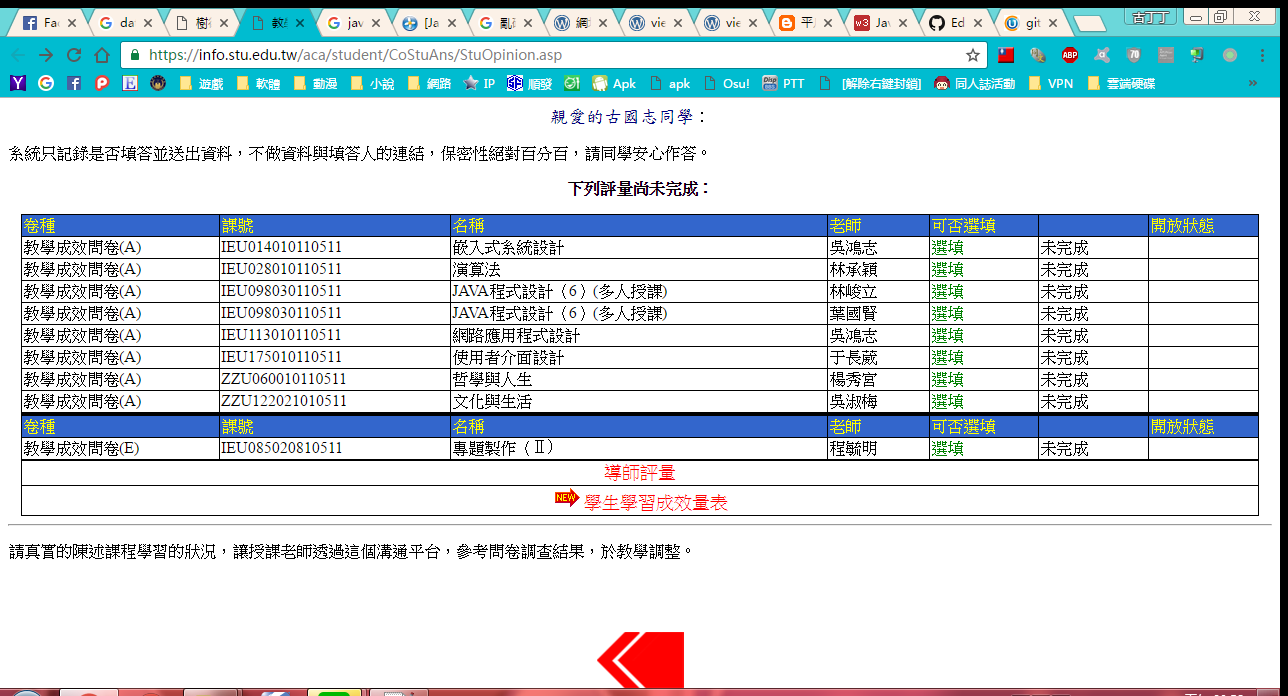 Fac
da
樹
教
jav
[Ja
亂
網
vie
vie
平
Jav
Ed
git
古丁丁
https://info.stu.edu.tw/aca/student/CoStuAns/StuOpinion.asp
ABP
70
遊戲 軟體 動漫 小說 網路 IP 順發 Apk apk Osu! PTT [解除右鍵封鎖] 同人誌活動 VPN 雲端硬碟 »
親愛的古國志同學：
系統只記錄是否填答並送出資料，不做資料與填答人的連結，保密性絕對百分百，請同學安心作答。
下列評量尚未完成：
卷種 課號 名稱 老師 可否選填 開放狀態
教學成效問卷(A) IEU014010110511 嵌入式系統設計 吳鴻志 選填 未完成
教學成效問卷(A) IEU028010110511 演算法 林承穎 選填 未完成
教學成效問卷(A) IEU098030110511 JAVA程式設計（6）(多人授課) 林峻立 選填 未完成
教學成效問卷(A) IEU098030110511 JAVA程式設計（6）(多人授課) 葉國賢 選填 未完成
教學成效問卷(A) IEU113010110511 網路應用程式設計 吳鴻志 選填 未完成
教學成效問卷(A) IEU175010110511 使用者介面設計 于長葳 選填 未完成
教學成效問卷(A) ZZU060010110511 哲學與人生 楊秀宮 選填 未完成
教學成效問卷(A) ZZU122021010511 文化與生活 吳淑梅 選填 未完成
卷種 課號 名稱 老師 可否選填 開放狀態
教學成效問卷(E) IEU085020810511 專題製作（Ⅱ） 程毓明 選填 未完成
導師評量
NEW 學生學習成效量表
請真實的陳述課程學習的狀況，讓授課老師透過這個溝通平台，參考問卷調查結果，於教學調整。